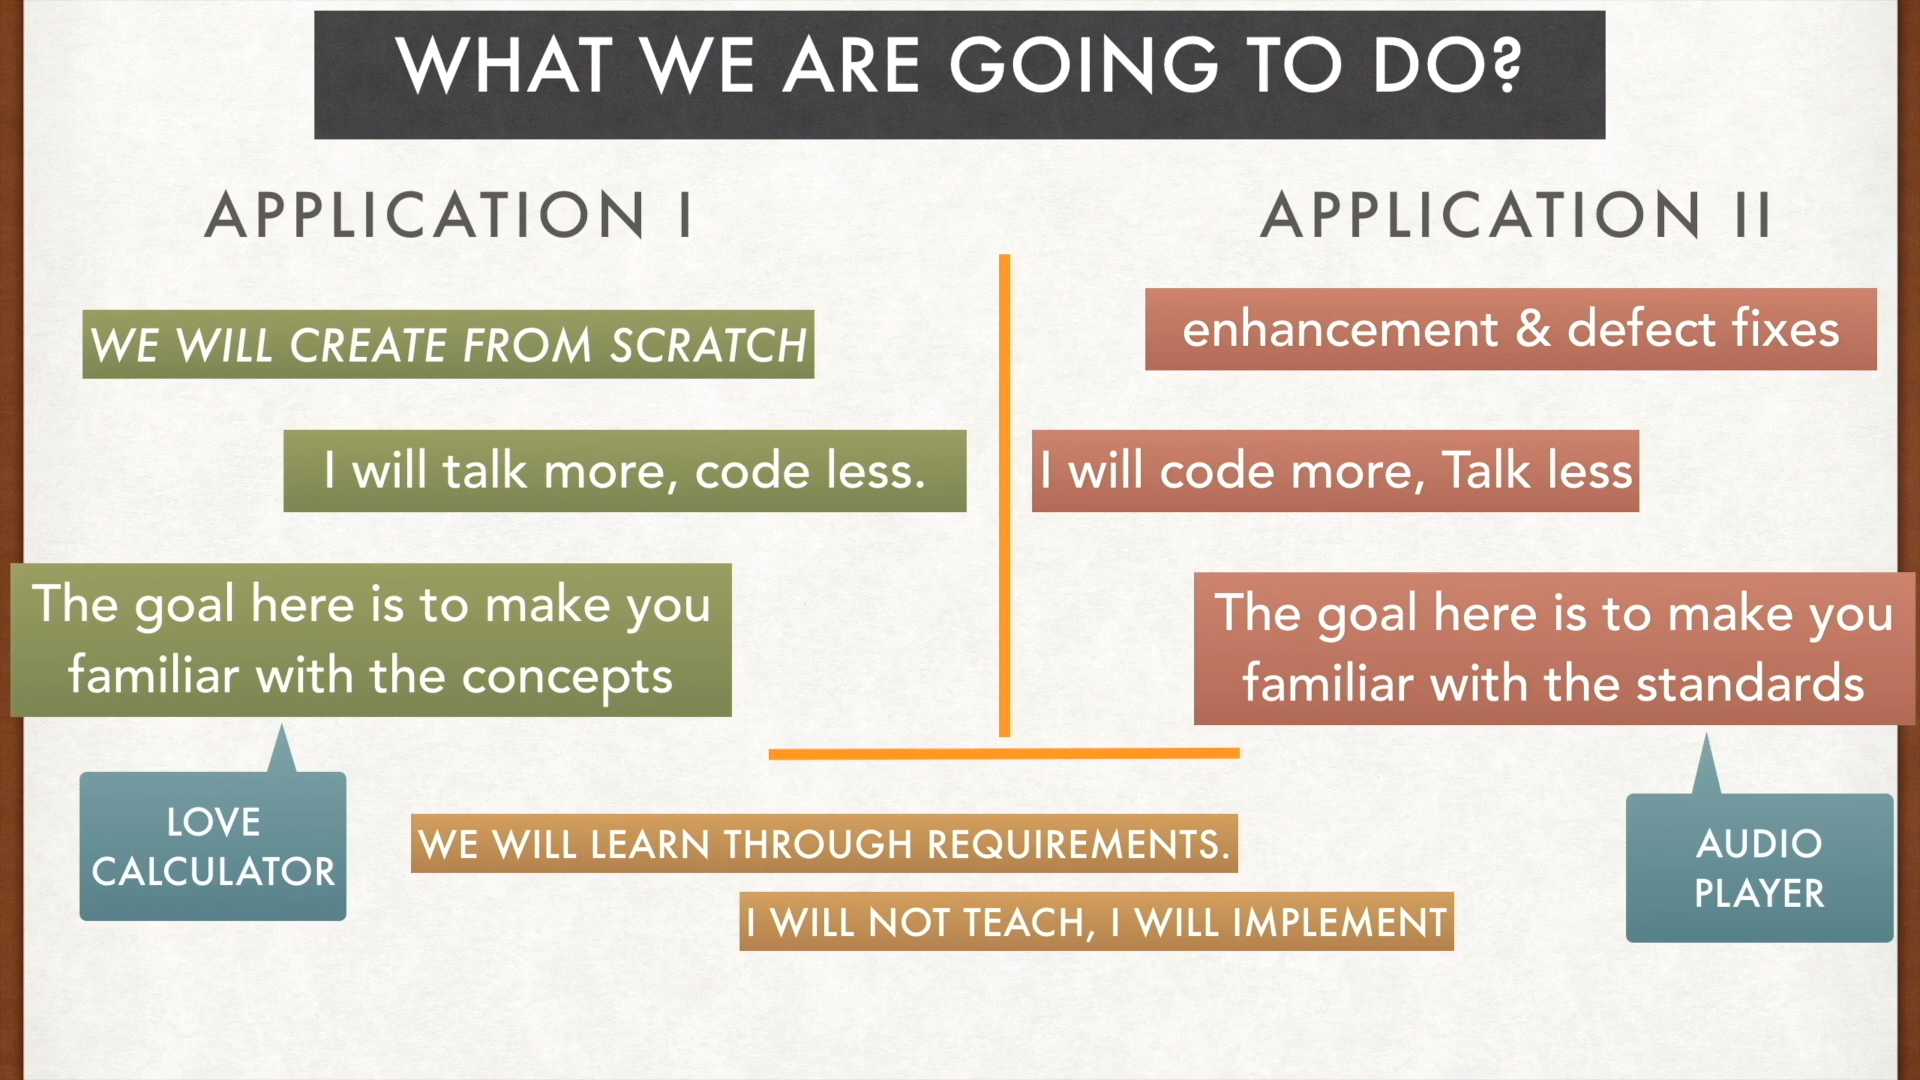 WHAT WE ARE GOING TO DO?
APPLICATION I
WE WILL CREATE FROM SCRATCH
I will talk more, code less.
The goal here is to make you
familiar with the concepts
LOVE
CALCULATOR
APPLICATION II
enhancement & defect fixes
I will code more, Talk less
The goal here is to make you
familiar with the standards
AUDIO
PLAYER
WE WILL LEARN THROUGH REQUIREMENTS.
I WILL NOT TEACH, I WILL IMPLEMENT